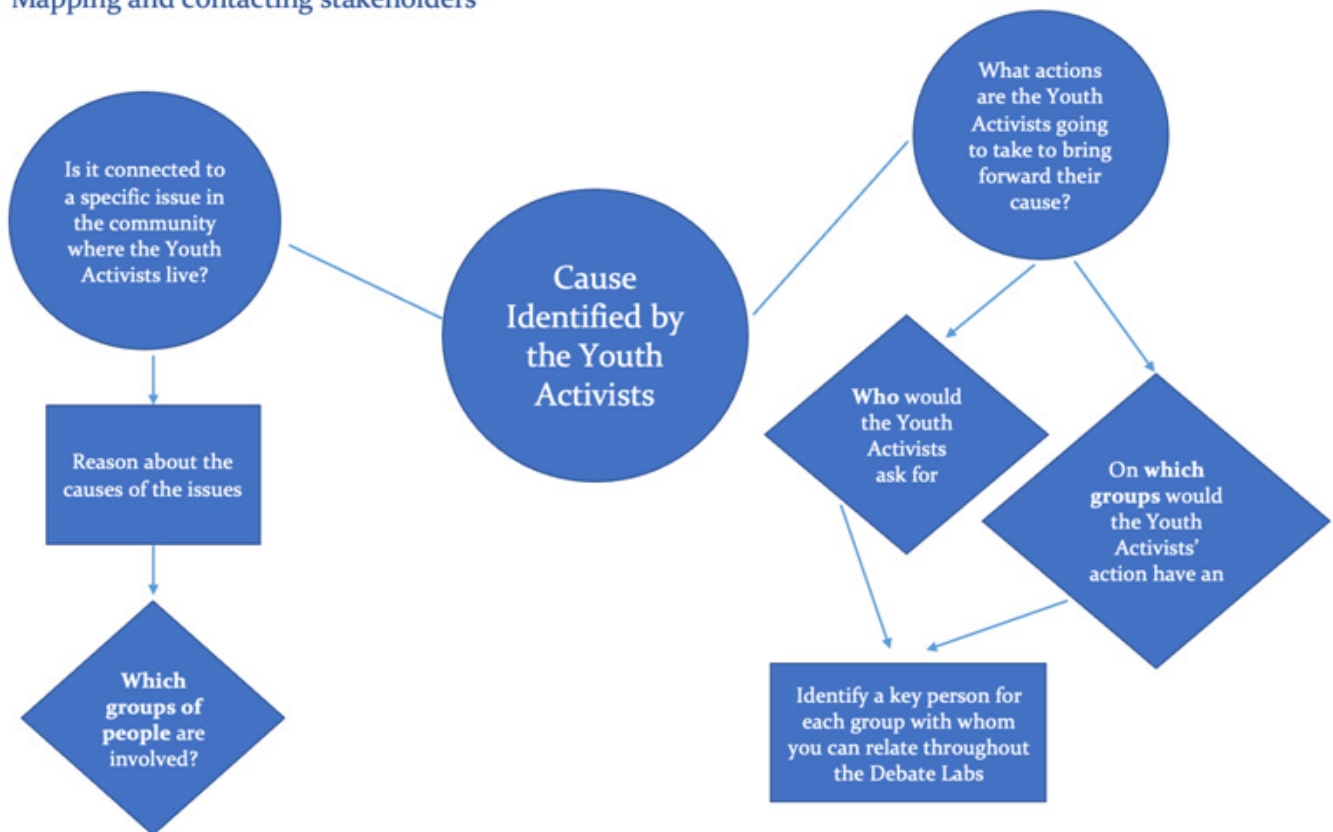 Mapping and contacting stakeholders
Is it connected to
a specific issue in
the community
where the Youth
Activists live?
Reason about the
causes of the issues
Which
groups of
people are
involved?
Cause
Identified by
the Youth
Activists
What actions
are the Youth
Activists going
to take to bring
forward their
cause?
Who would
the Youth
Activists
ask for
On which
groups would
the Youth
Activists’
action have an
Identify a key person for
each group with whom
you can relate throughout
the Debate Labs